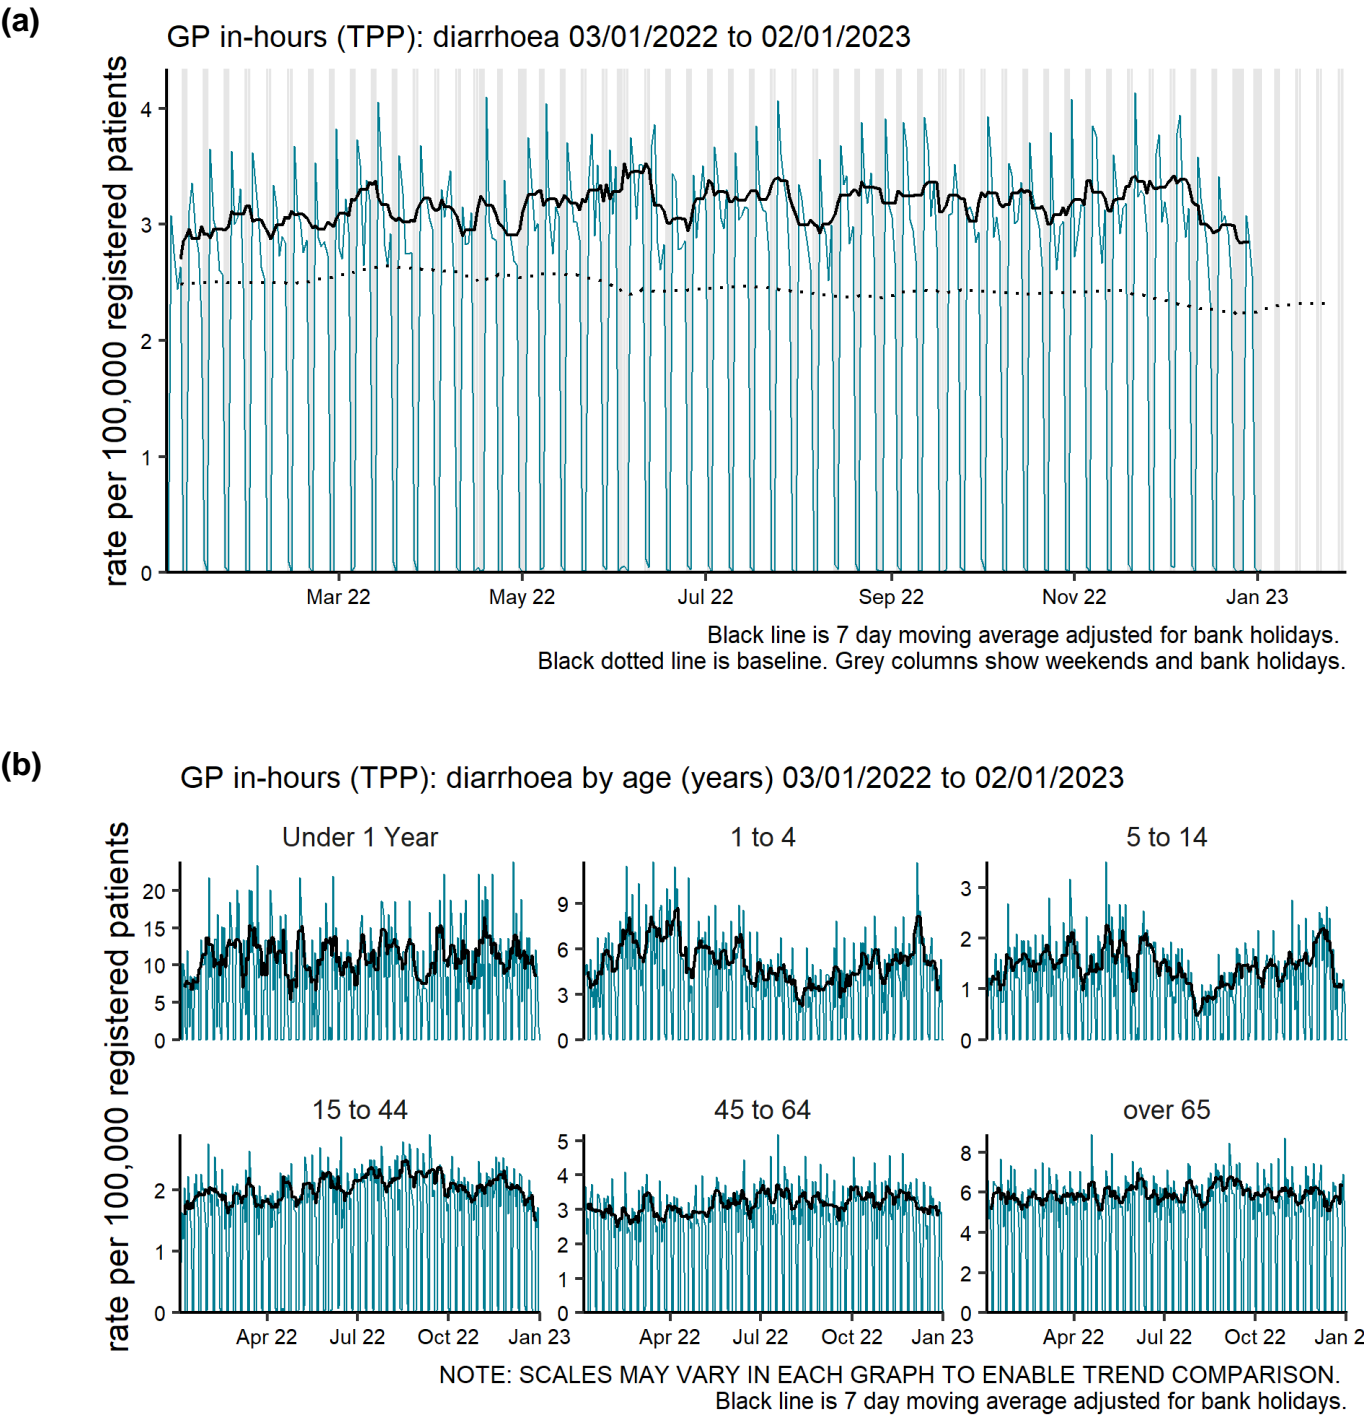 (a)
GP in-hours (TPP): diarrhoea 03/01/2022 to 02/01/2023
rate per 100,000 registered patients
4
3
2
1
0
Mar 22 May 22 Jul 22 Sep 22 Nov 22 Jan 23
Black line is 7 day moving average adjusted for bank holidays.
Black dotted line is baseline. Grey columns show weekends and bank holidays.
(b)
GP in-hours (TPP): diarrhoea by age (years) 03/01/2022 to 02/01/2023
rate per 100,000 registered patients
Under 1 Year
20
15
10
5
0
1 to 4
9
6
3
0
5 to 14
3
2
1
0
15 to 44
2
1
0
Apr 22 Jul 22 Oct 22 Jan 23
45 to 64
5
4
3
2
1
0
Apr 22 Jul 22 Oct 22 Jan 23
over 65
8
6
4
2
0
Apr 22 Jul 22 Oct 22 Jan 2
NOTE: SCALES MAY VARY IN EACH GRAPH TO ENABLE TREND COMPARISON.
Black line is 7 day moving average adjusted for bank holidays.